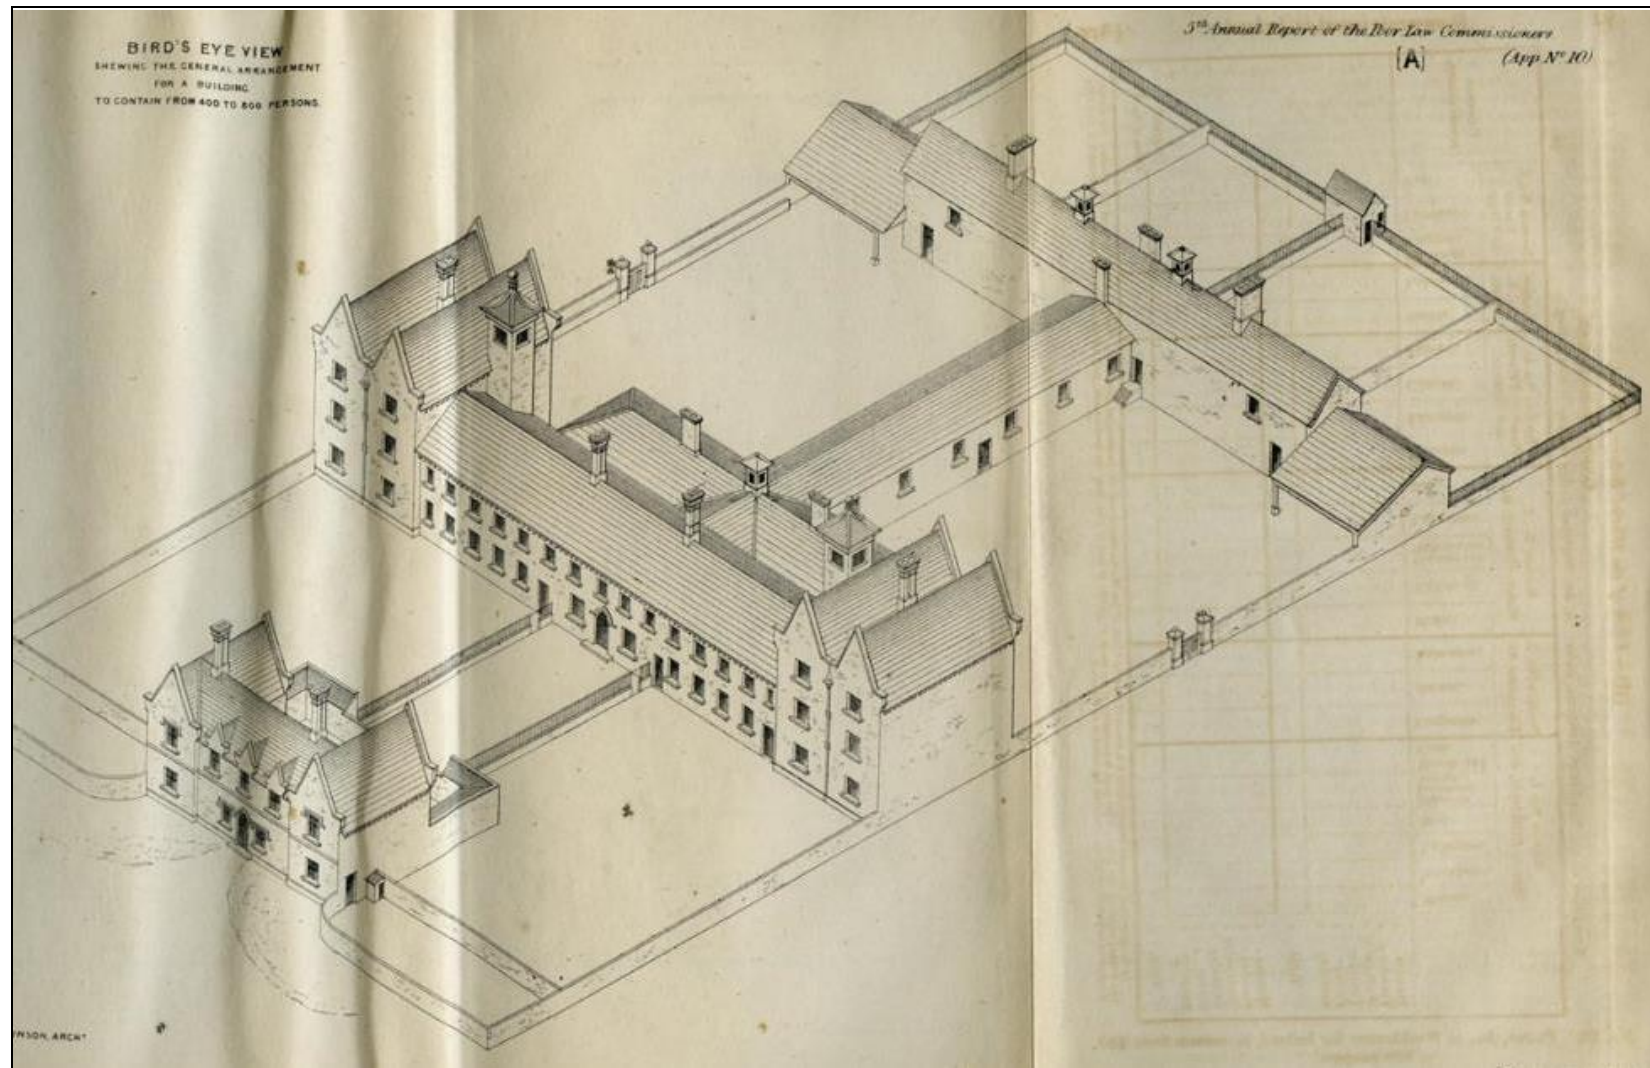 BIRD'S EYE VIEW
SHEWING THE GENERAL ARRANGEMENT
FOR A BUILDING
TO CONTAIN FROM 400 TO 800 PERSONS.
5th Annual Report of the Poor Law Commissioners
[A]
(App. No 10)
NSON, ARCHT